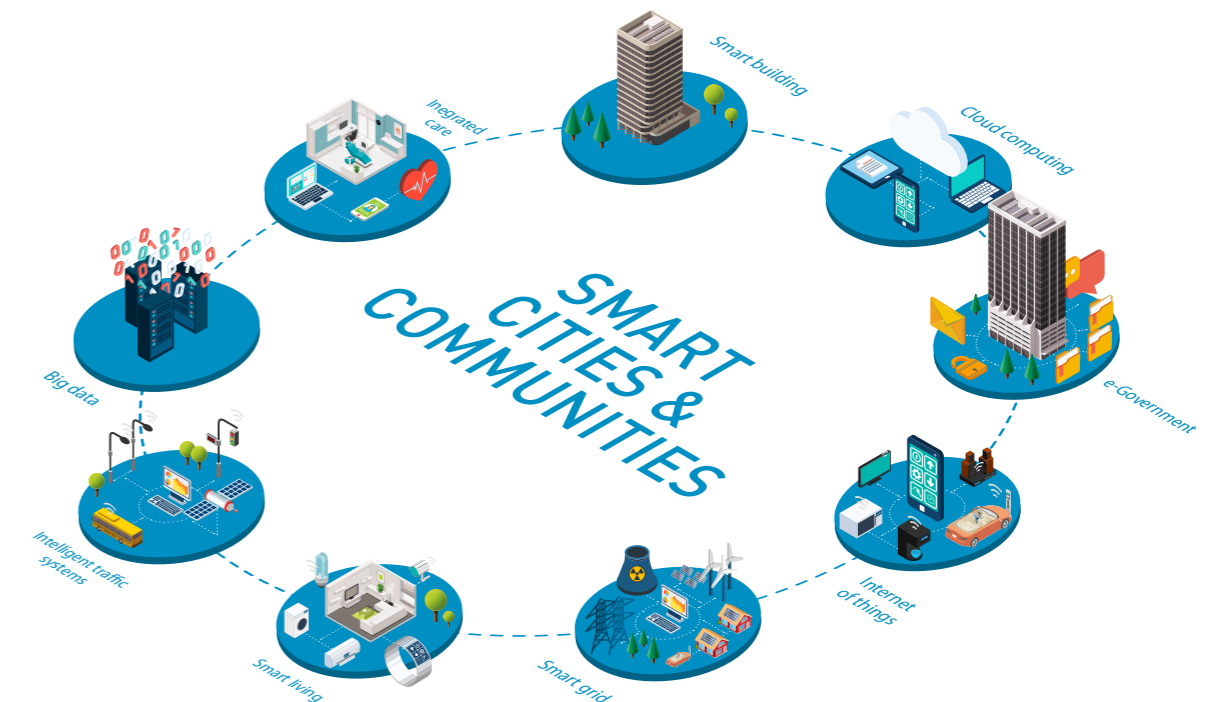 Smart building
Cloud computing
Inegrated
care
SMART
CITIES &
COMMUNITIES
Big data
e-Government
Intelligent traffic
systems
Internet
of things
Smart living
Smart grid